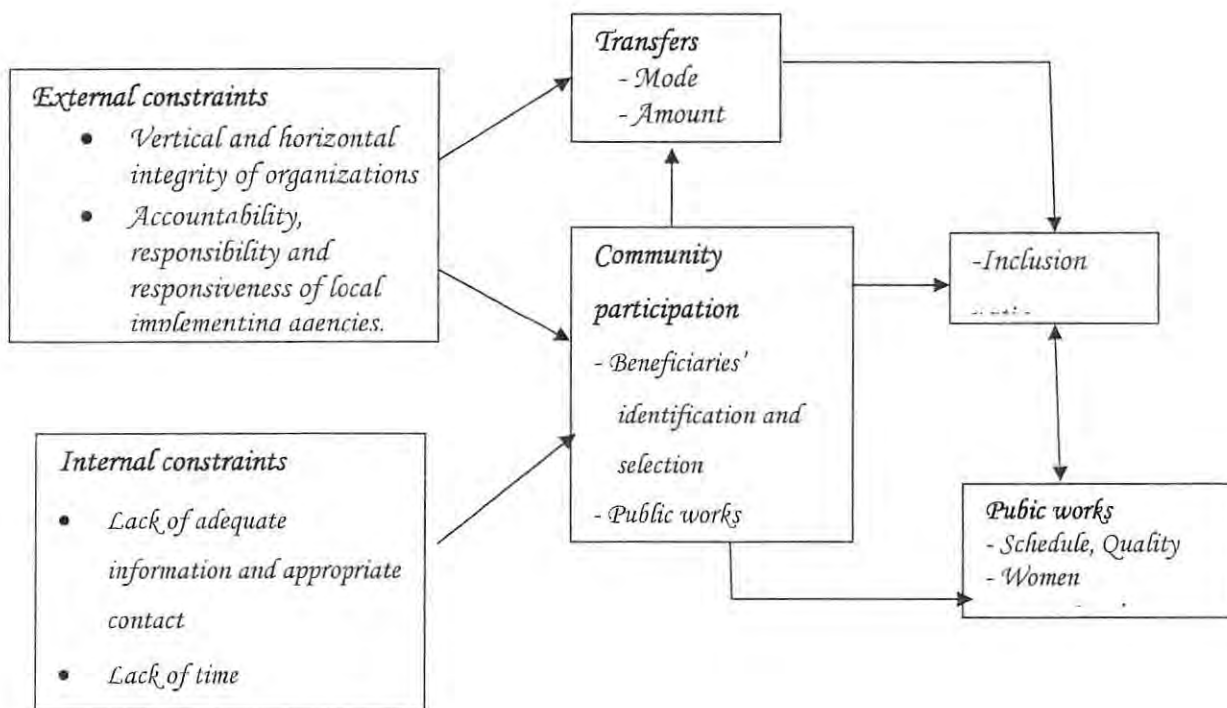 External constraints
• Vertical and horizontal
integrity of organizations
• Accountability,
responsibility and
responsiveness of local
implementing agencies.
Internal constraints
• Lack of adequate
information and appropriate
contact
• Lack of time
Transfers
- Mode
- Amount
Community
participation
- Beneficiaries'
identification and
selection
- Public works
-Inclusion
Pubic works
- Schedule, Quality
- Women